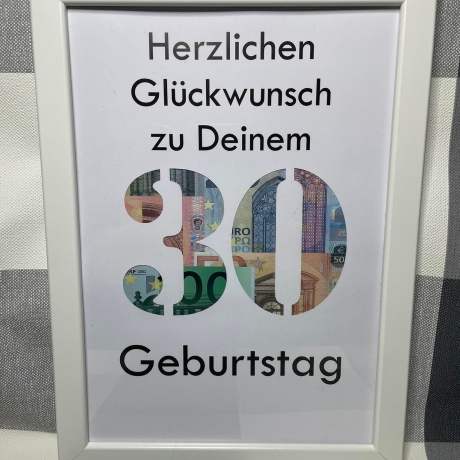 Herzlichen
Glückwunsch
zu Deinem
30
Geburtstag